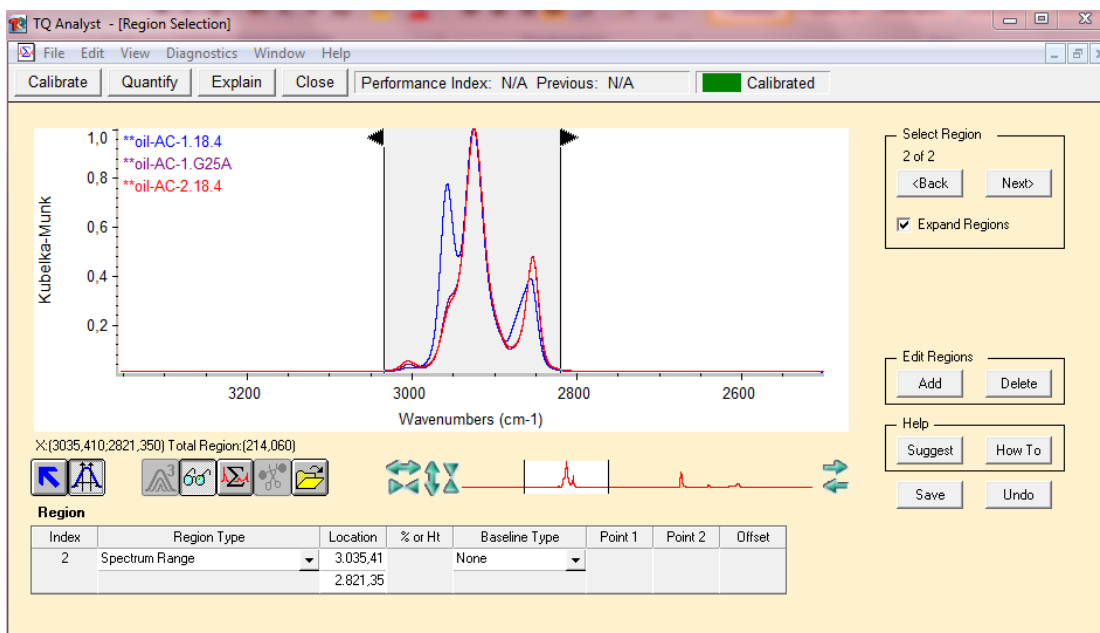 TQ Analyst - [Region Selection]
File Edit View Diagnostics Window Help
Calibrate Quantify Explain Close Performance Index: N/A Previous: N/A Calibrated
Select Region
2 of 2
<Back Next>
Expand Regions
1,0
0,8
0,6
0,4
0,2
Kubelka-Munk
**oil-AC-1.18.4
**oil-AC-1.G25A
**oil-AC-2.18.4
3200 3000 2800 2600
Wavenumbers (cm-1)
Edit Regions
Add Delete
Help
Suggest How To
Save Undo
X:(3035,410;2821,350) Total Region:(214,060)
Region
Index Region Type Location % or Ht Baseline Type Point 1 Point 2 Offset
2 Spectrum Range 3.035,41 None
2.821,35